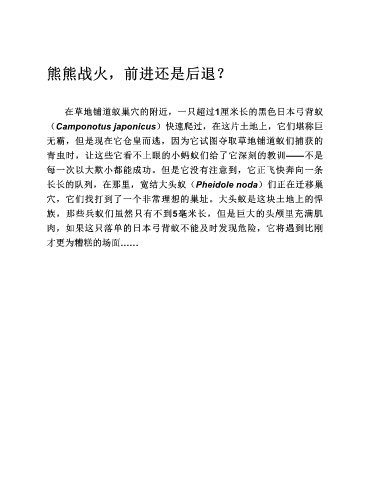 熊熊战火，前进还是后退？
在草地铺道蚁巢穴的附近，一只超过1厘米长的黑色日本弓背蚁
（Camponotus japonicus）快速爬过，在这片土地上，它们堪称巨
无霸，但是现在它仓皇而逃，因为它试图夺取草地铺道蚁们捕获的
青虫时，让这些它看不上眼的小蚂蚁们给了它深刻的教训——不是
每一次以大欺小都能成功。但是它没有注意到，它正飞快奔向一条
长长的队列，在那里，宽结大头蚁（Pheidole noda）们正在迁移巢
穴，它们找打到了一个非常理想的巢址。大头蚁是这块土地上的悍
族，那些兵蚁们虽然只有不到5毫米长，但是巨大的头颅里充满肌
肉，如果这只落单的日本弓背蚁不能及时发现危险，它将遇到比刚
才更为糟糕的场面……